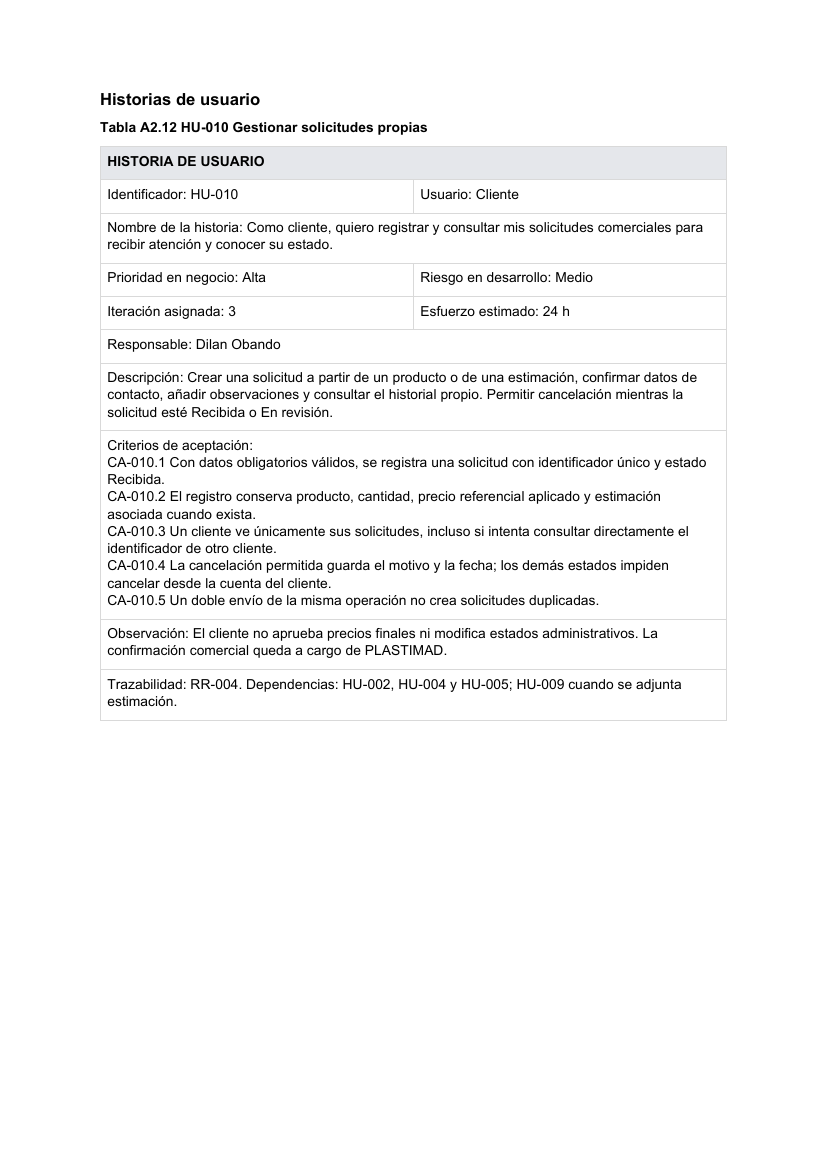 Historias de usuario
Tabla A2.12 HU-010 Gestionar solicitudes propias
HISTORIA DE USUARIO
Identificador: HU-010
Usuario: Cliente
Nombre de la historia: Como cliente, quiero registrar y consultar mis solicitudes comerciales para
recibir atención y conocer su estado.
Prioridad en negocio: Alta
Riesgo en desarrollo: Medio
Iteración asignada: 3
Esfuerzo estimado: 24 h
Responsable: Dilan Obando
Descripción: Crear una solicitud a partir de un producto o de una estimación, confirmar datos de
contacto, añadir observaciones y consultar el historial propio. Permitir cancelación mientras la
solicitud esté Recibida o En revisión.
Criterios de aceptación:
CA-010.1 Con datos obligatorios válidos, se registra una solicitud con identificador único y estado
Recibida.
CA-010.2 El registro conserva producto, cantidad, precio referencial aplicado y estimación
asociada cuando exista.
CA-010.3 Un cliente ve únicamente sus solicitudes, incluso si intenta consultar directamente el
identificador de otro cliente.
CA-010.4 La cancelación permitida guarda el motivo y la fecha; los demás estados impiden
cancelar desde la cuenta del cliente.
CA-010.5 Un doble envío de la misma operación no crea solicitudes duplicadas.
Observación: El cliente no aprueba precios finales ni modifica estados administrativos. La
confirmación comercial queda a cargo de PLASTIMAD.
Trazabilidad: RR-004. Dependencias: HU-002, HU-004 y HU-005; HU-009 cuando se adjunta
estimación.